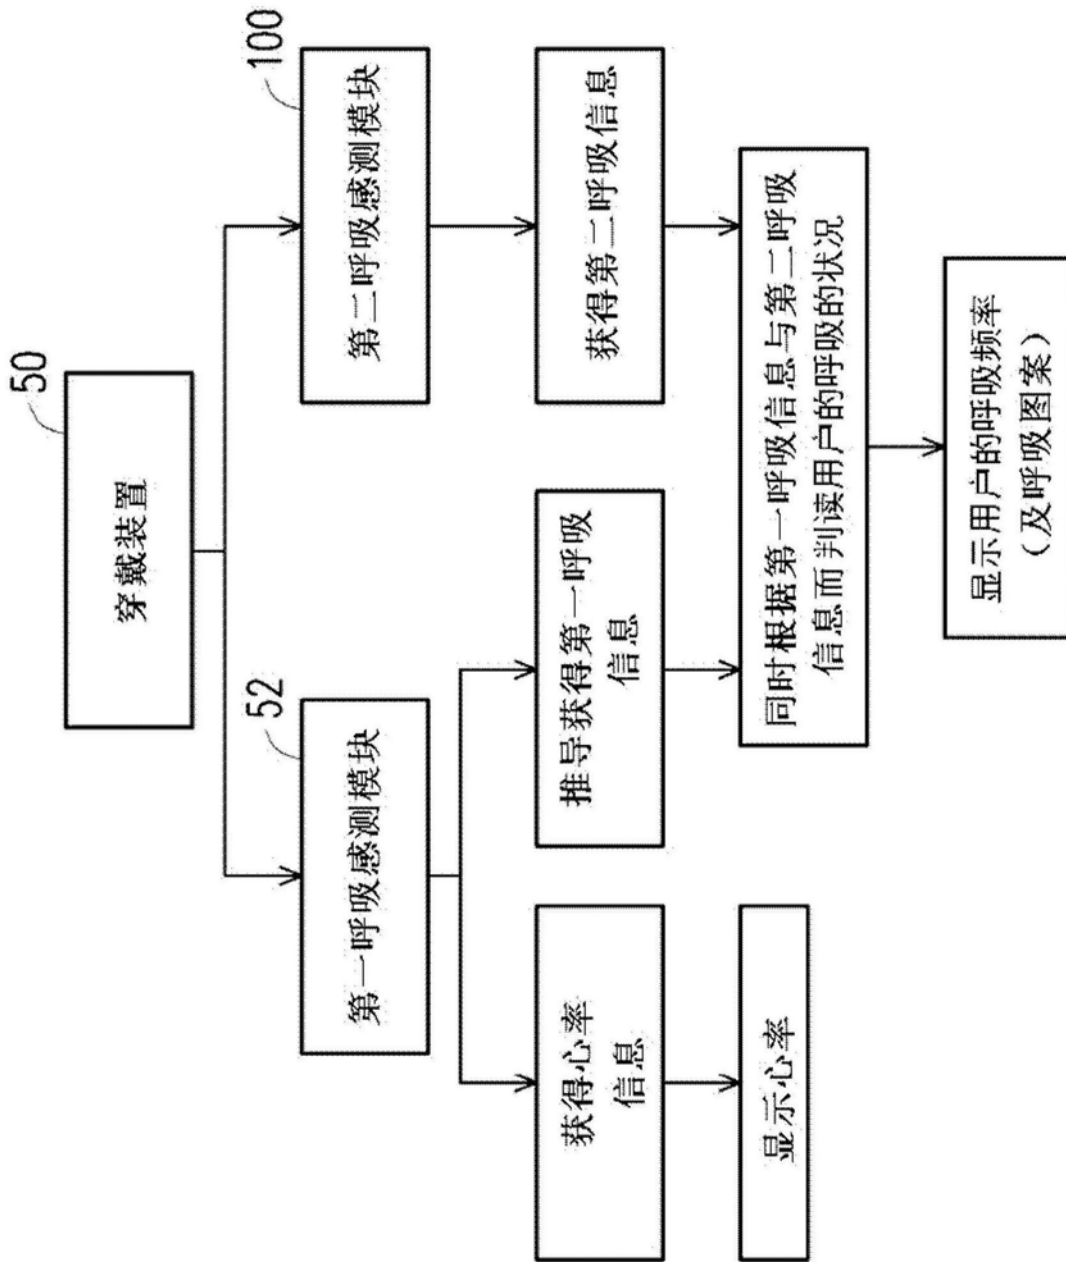 50
穿戴装置
52
第一呼吸感测模块
100
第二呼吸感测模块
获得心率
信息
推导获得第一呼吸
信息
获得第二呼吸信息
显示心率
同时根据第一呼吸信息与第二呼吸
信息而判读用户的呼吸的状况
显示用户的呼吸频率
（及呼吸图案）